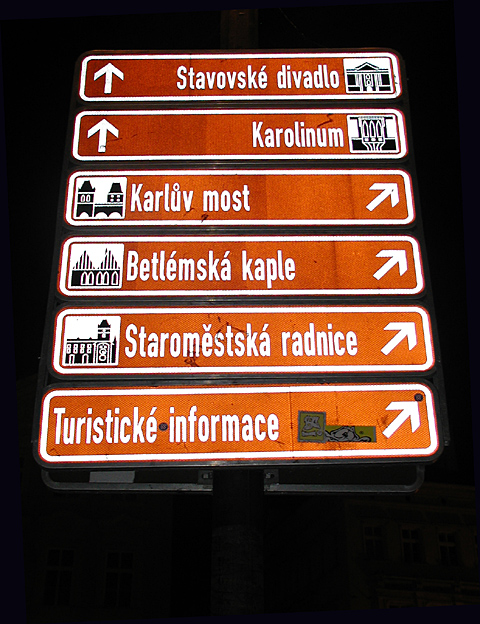 Stavovské divadlo
Karolinum
Karlův most
Betlémská kaple
Staroměstská radnice
Turistické informace